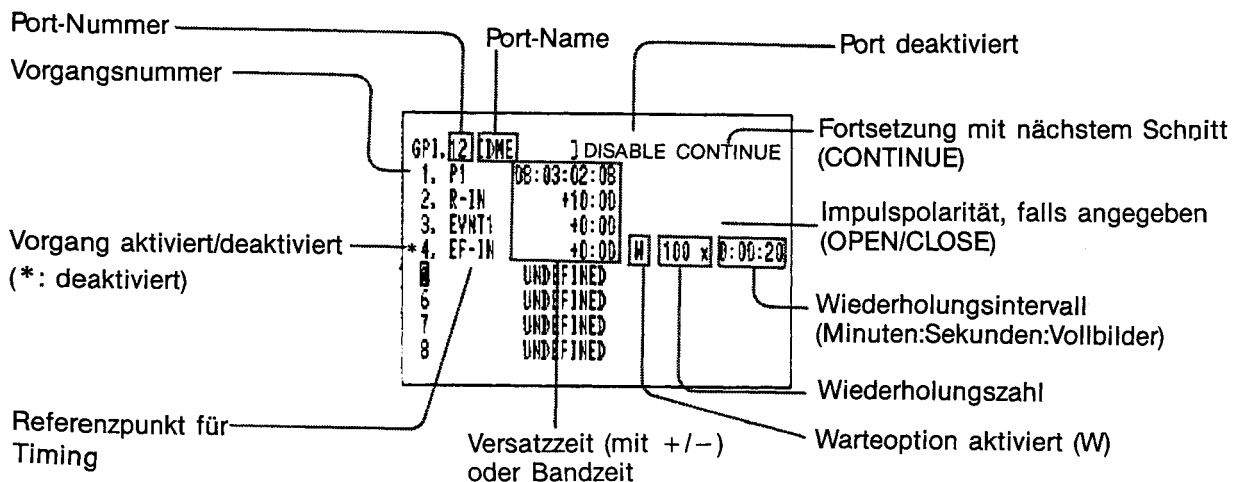 Port-Nummer
Port-Name
Port deaktiviert
Vorgangsnummer
Fortsetzung mit nächstem Schnitt
(CONTINUE)
GPI. 12 [DME ] DISABLE CONTINUE
1. P1 08:03:02:08
2. R-IN +10:00
3. EVNT1 +0:00
*4. EF-IN +0:00 W 100 x 0:00:20
5 UNDEFINED
6 UNDEFINED
7 UNDEFINED
8 UNDEFINED
Impulspolarität, falls angegeben
(OPEN/CLOSE)
Vorgang aktiviert/deaktiviert
(*: deaktiviert)
Wiederholungsintervall
(Minuten:Sekunden:Vollbilder)
Wiederholungszahl
Referenzpunkt für
Timing
Versatzzeit (mit +/−)
oder Bandzeit
Warteoption aktiviert (W)